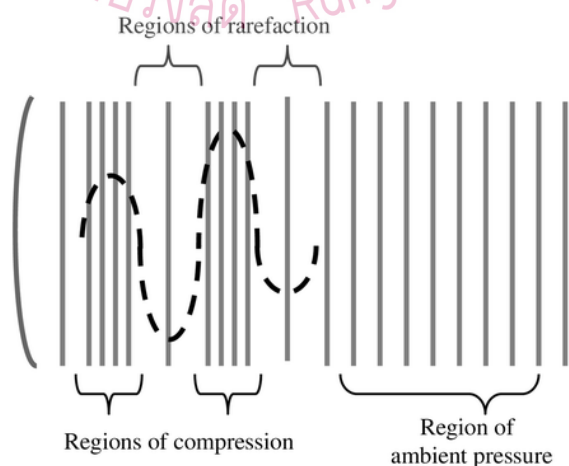 Regions of rarefaction
Regions of compression
Region of
ambient pressure